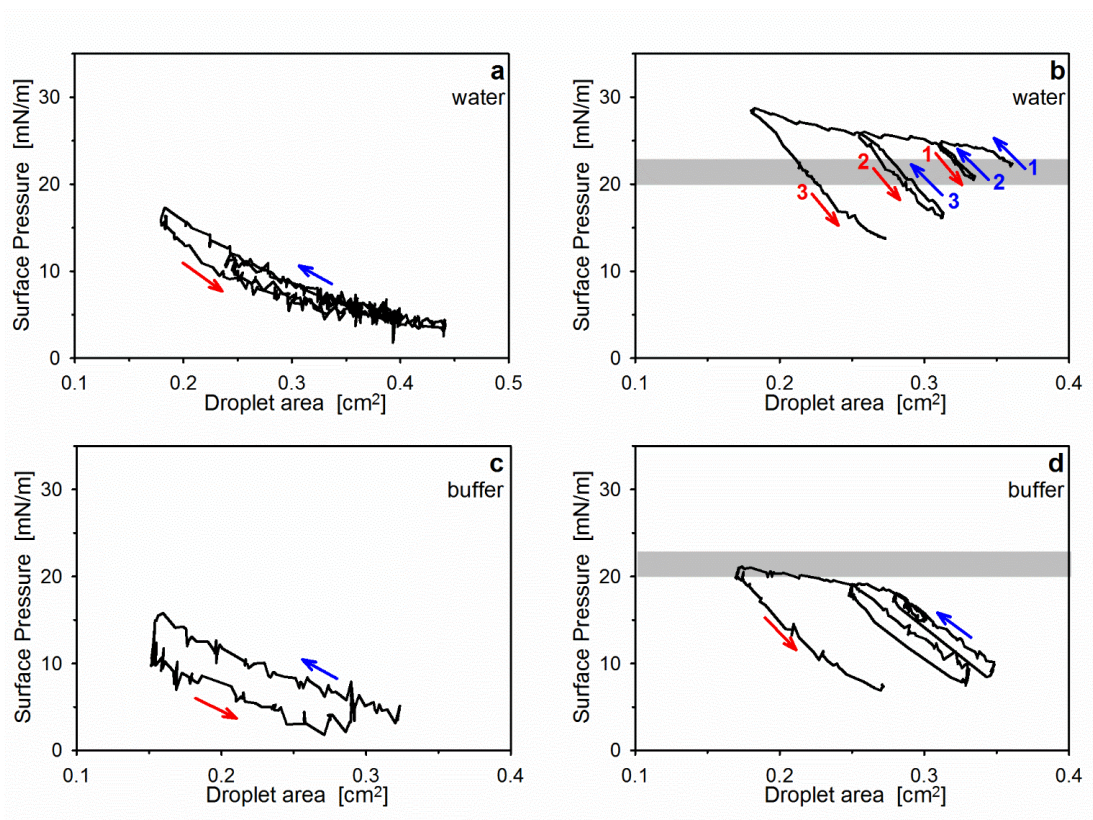 a
water
Surface Pressure [mN/m]
30
20
10
0
0.1 0.2 0.3 0.4 0.5
Droplet area [cm²]
b
water
Surface Pressure [mN/m]
30
20
10
0
1 1
2 2
3 3
0.1 0.2 0.3 0.4
Droplet area [cm²]
c
buffer
Surface Pressure [mN/m]
30
20
10
0
0.1 0.2 0.3 0.4
Droplet area [cm²]
d
buffer
Surface Pressure [mN/m]
30
20
10
0
0.1 0.2 0.3 0.4
Droplet area [cm²]